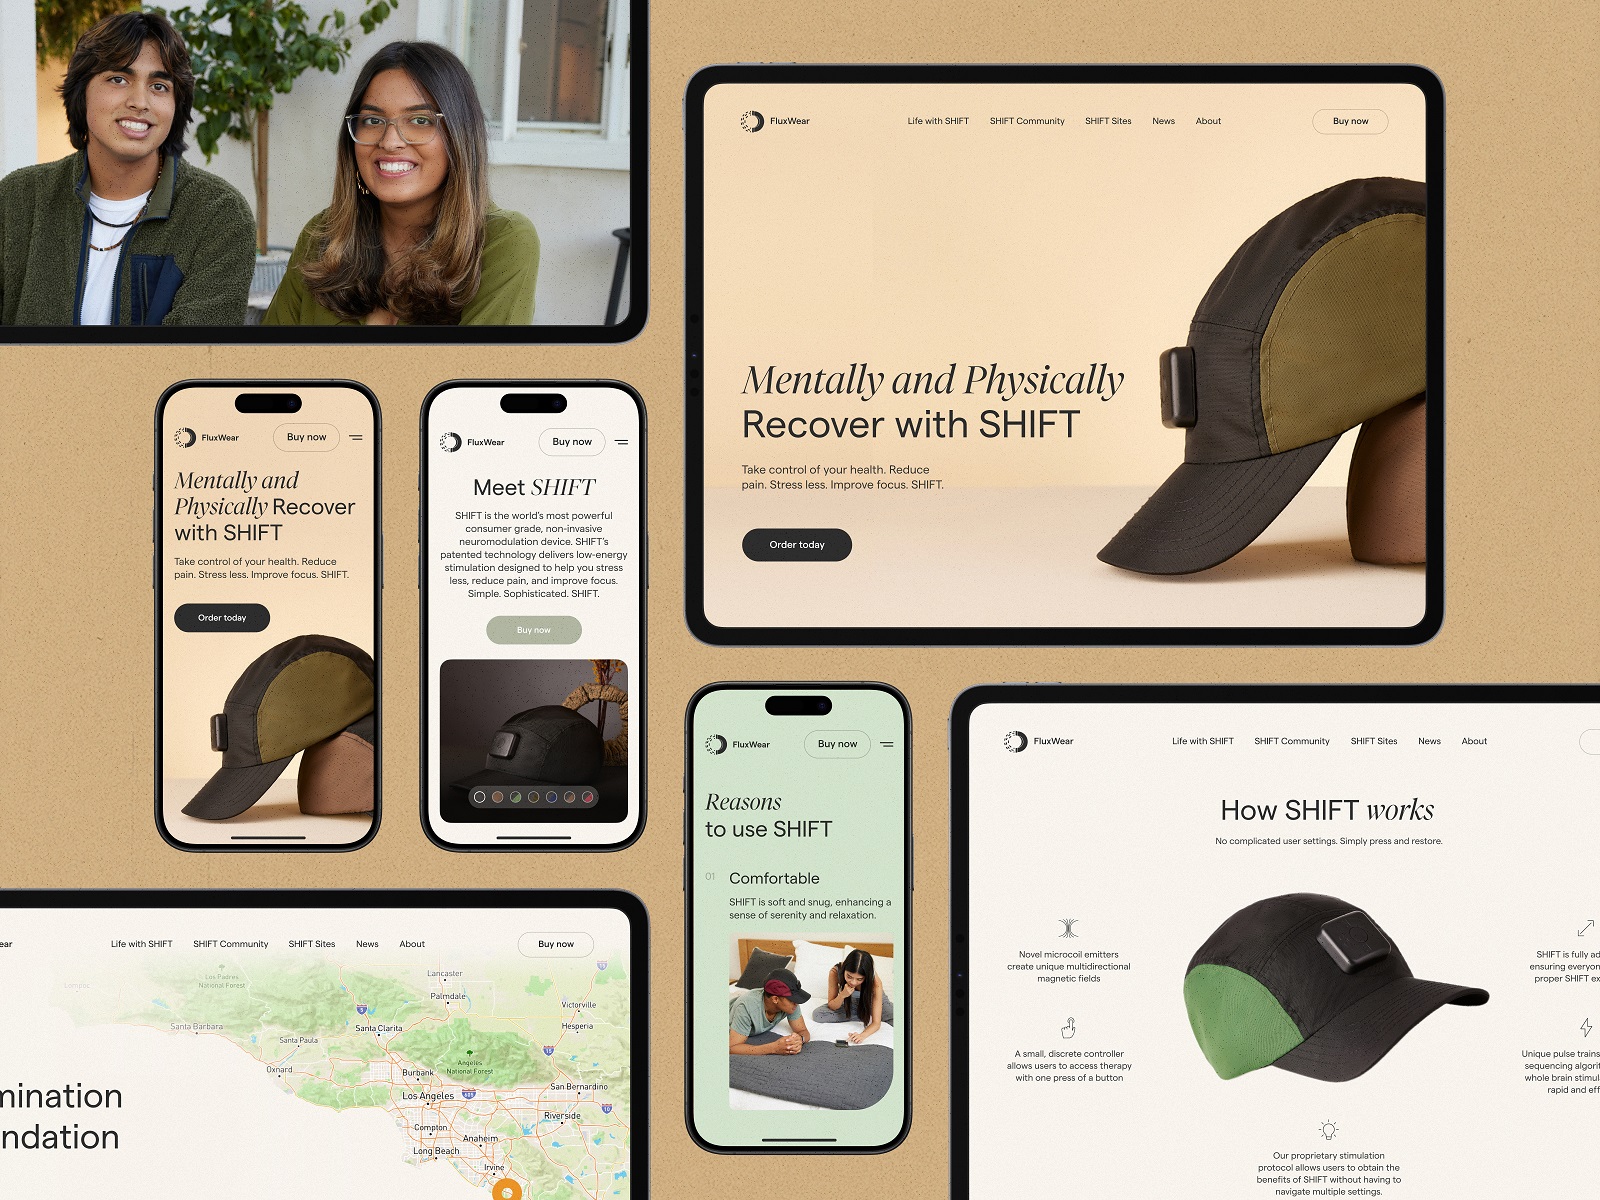 FluxWear
Life with SHIFT
SHIFT Community
SHIFT Sites
News
About
Buy now
Mentally and Physically
Recover with SHIFT
Take control of your health. Reduce
pain. Stress less. Improve focus. SHIFT.
Order today
FluxWear
Buy now
Mentally and
Physically Recover
with SHIFT
Take control of your health. Reduce
pain. Stress less. Improve focus. SHIFT.
Order today
FluxWear
Buy now
Meet SHIFT
SHIFT is the world's most powerful
consumer grade, non-invasive
neuromodulation device. SHIFT's
patented technology delivers low-energy
stimulation designed to help you stress
less, reduce pain, and improve focus.
Simple. Sophisticated. SHIFT.
Buy now
FluxWear
Buy now
Reasons
to use SHIFT
01
Comfortable
SHIFT is soft and snug, enhancing a
sense of serenity and relaxation.
FluxWear
Life with SHIFT
SHIFT Community
SHIFT Sites
News
About
How SHIFT works
No complicated user settings. Simply press and restore.
Novel microcoil emitters
create unique multidirectional
magnetic fields
SHIFT is fully ad
ensuring everyon
proper SHIFT ex
A small, discrete controller
allows users to access therapy
with one press of a button
Unique pulse trains
sequencing algorit
whole brain stimul
rapid and eff
Our proprietary stimulation
protocol allows users to obtain the
benefits of SHIFT without having to
navigate multiple settings.
ear
Life with SHIFT
SHIFT Community
SHIFT Sites
News
About
Buy now
mination
ndation
Los Padres
National Forest
Lompoc
Lancaster
Palmdale
Victorville
Hesperia
Santa Barbara
Santa Clarita
Santa Paula
Oxnard
Angeles
National Forest
Burbank
San Bernardino
Los Angeles
Riverside
Compton
Anaheim
Long Beach
Irvine